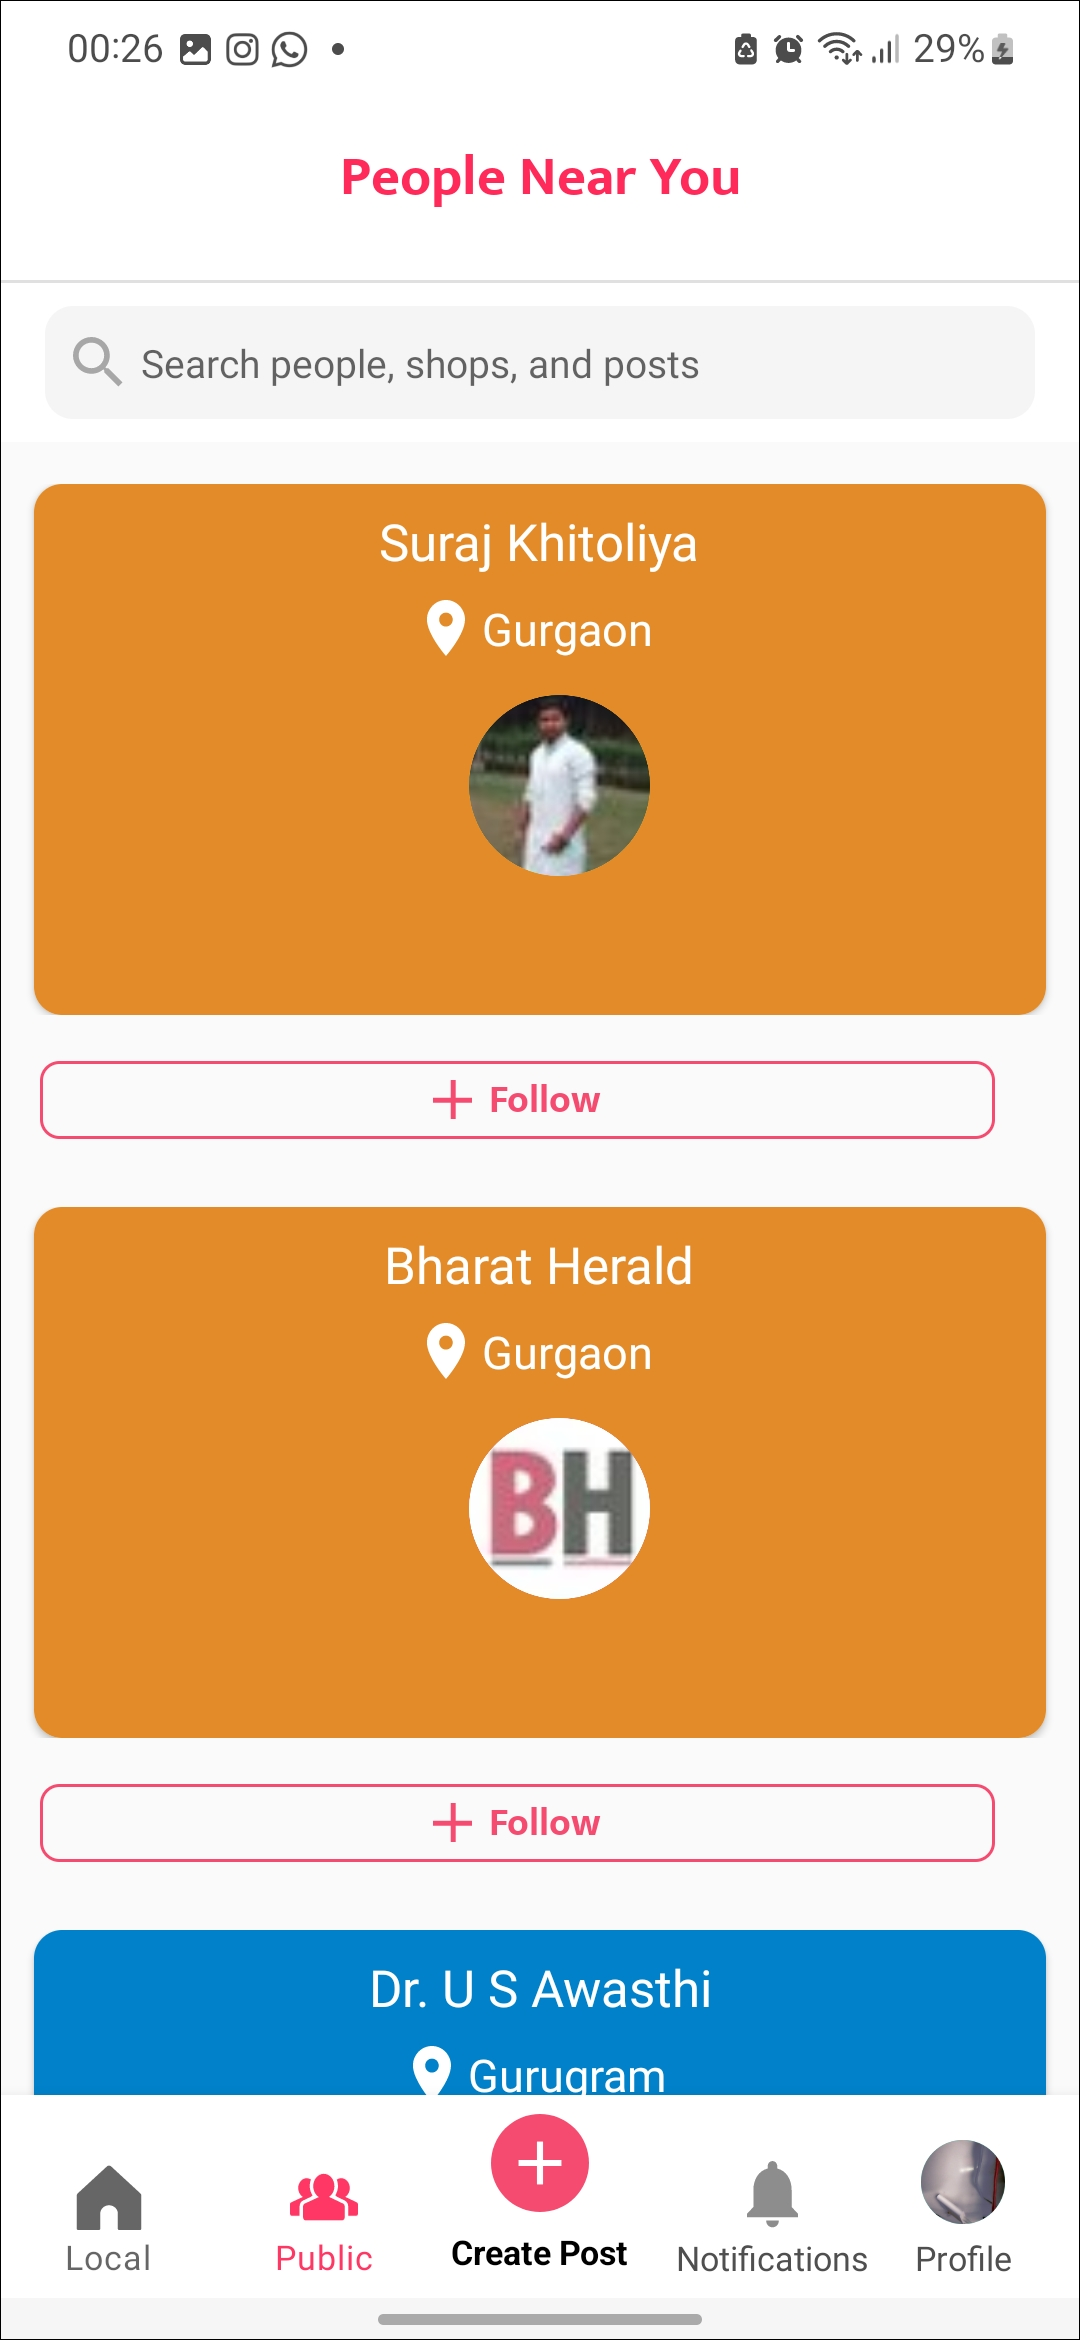 00:26 29%
People Near You
Search people, shops, and posts
Suraj Khitoliya
Gurgaon
Follow
Bharat Herald
Gurgaon
BH
Follow
Dr. U S Awasthi
Gurugram
Local Public Create Post Notifications Profile